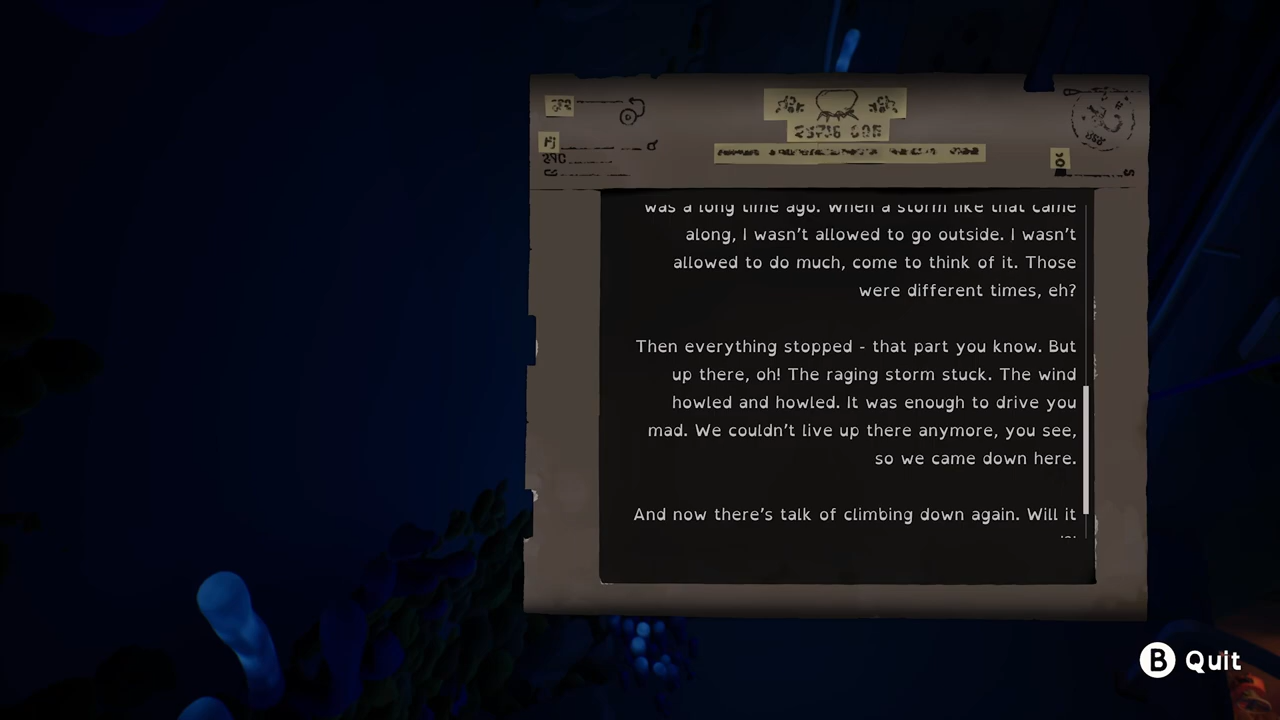 was a long time ago. When a storm like that came
along, I wasn't allowed to go outside. I wasn't
allowed to do much, come to think of it. Those
were different times, eh?
Then everything stopped - that part you know. But
up there, oh! The raging storm stuck. The wind
howled and howled. It was enough to drive you
mad. We couldn't live up there anymore, you see,
so we came down here.
And now there's talk of climbing down again. Will it
B Quit